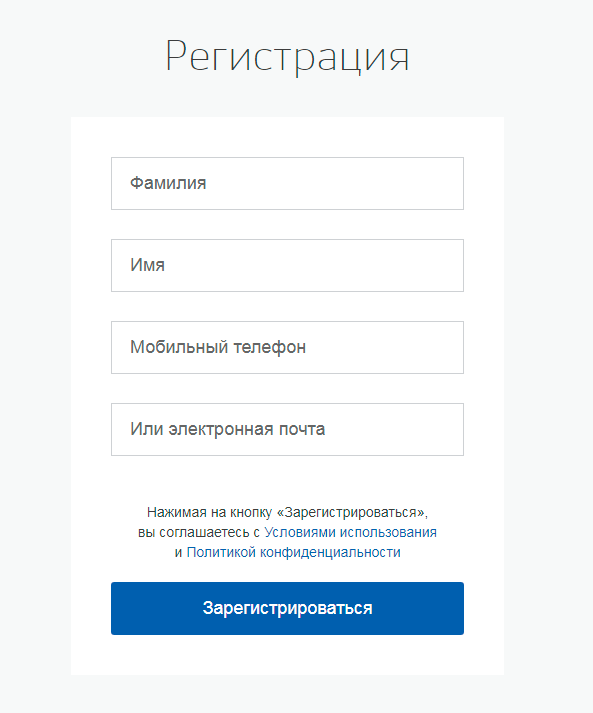 Регистрация
Фамилия
Имя
Мобильный телефон
Или электронная почта
Нажимая на кнопку «Зарегистрироваться»,
вы соглашаетесь с Условиями использования
и Политикой конфиденциальности
Зарегистрироваться